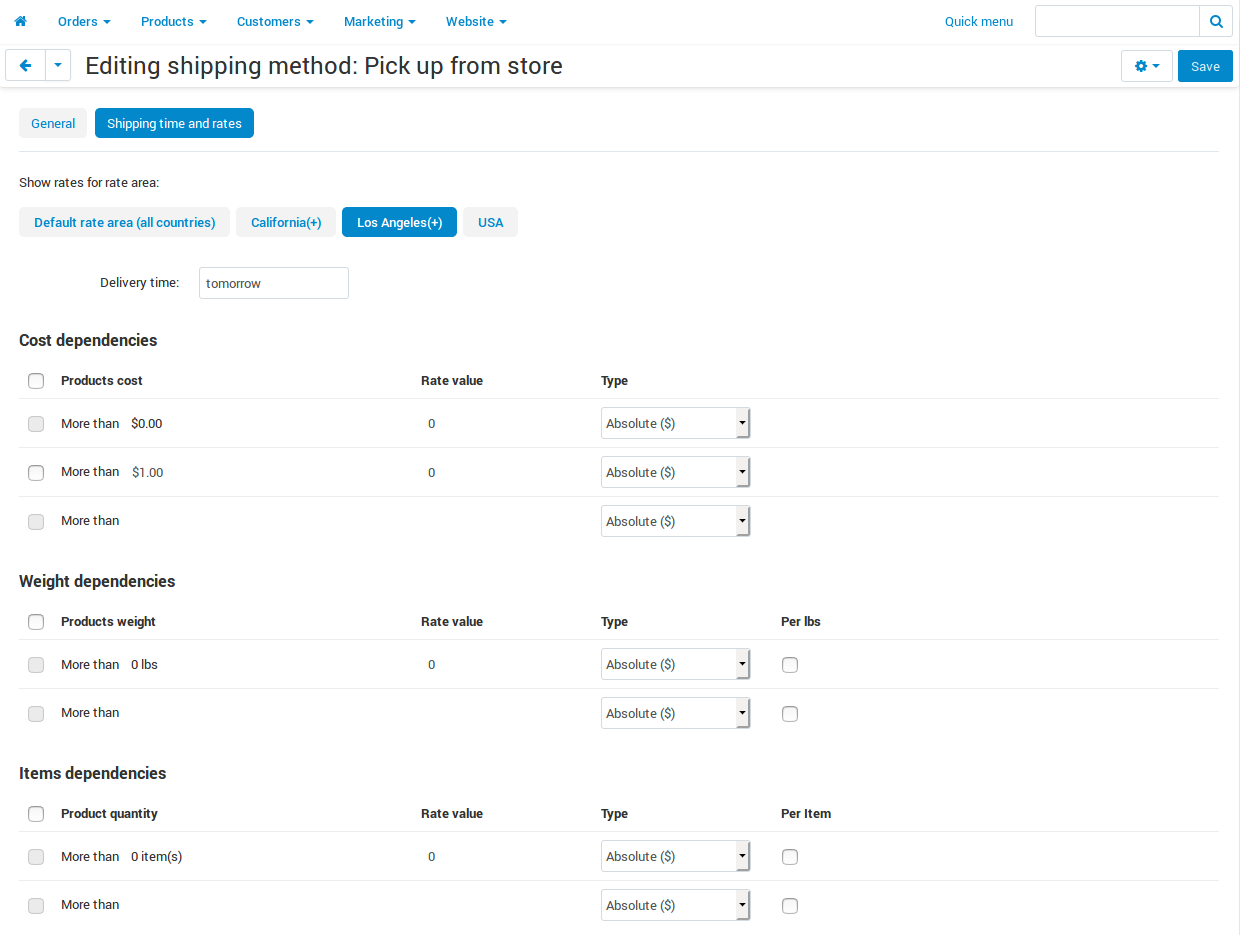 Orders Products Customers Marketing Website Quick menu
Editing shipping method: Pick up from store Save
General Shipping time and rates
Show rates for rate area:
Default rate area (all countries) California(+) Los Angeles(+) USA
Delivery time: tomorrow
Cost dependencies
Products cost Rate value Type
More than $0.00 0 Absolute ($)
More than $1.00 0 Absolute ($)
More than Absolute ($)
Weight dependencies
Products weight Rate value Type Per lbs
More than 0 lbs 0 Absolute ($)
More than Absolute ($)
Items dependencies
Product quantity Rate value Type Per Item
More than 0 item(s) 0 Absolute ($)
More than Absolute ($)